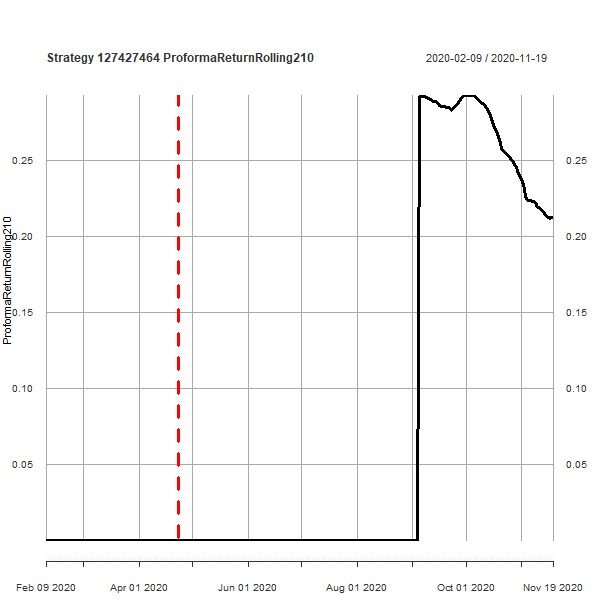 Strategy 127427464 ProformaReturnRolling210
2020-02-09 / 2020-11-19
ProformaReturnRolling210
0.25
0.20
0.15
0.10
0.05
0.25
0.20
0.15
0.10
0.05
Feb 09 2020
Apr 01 2020
Jun 01 2020
Aug 01 2020
Oct 01 2020
Nov 19 2020